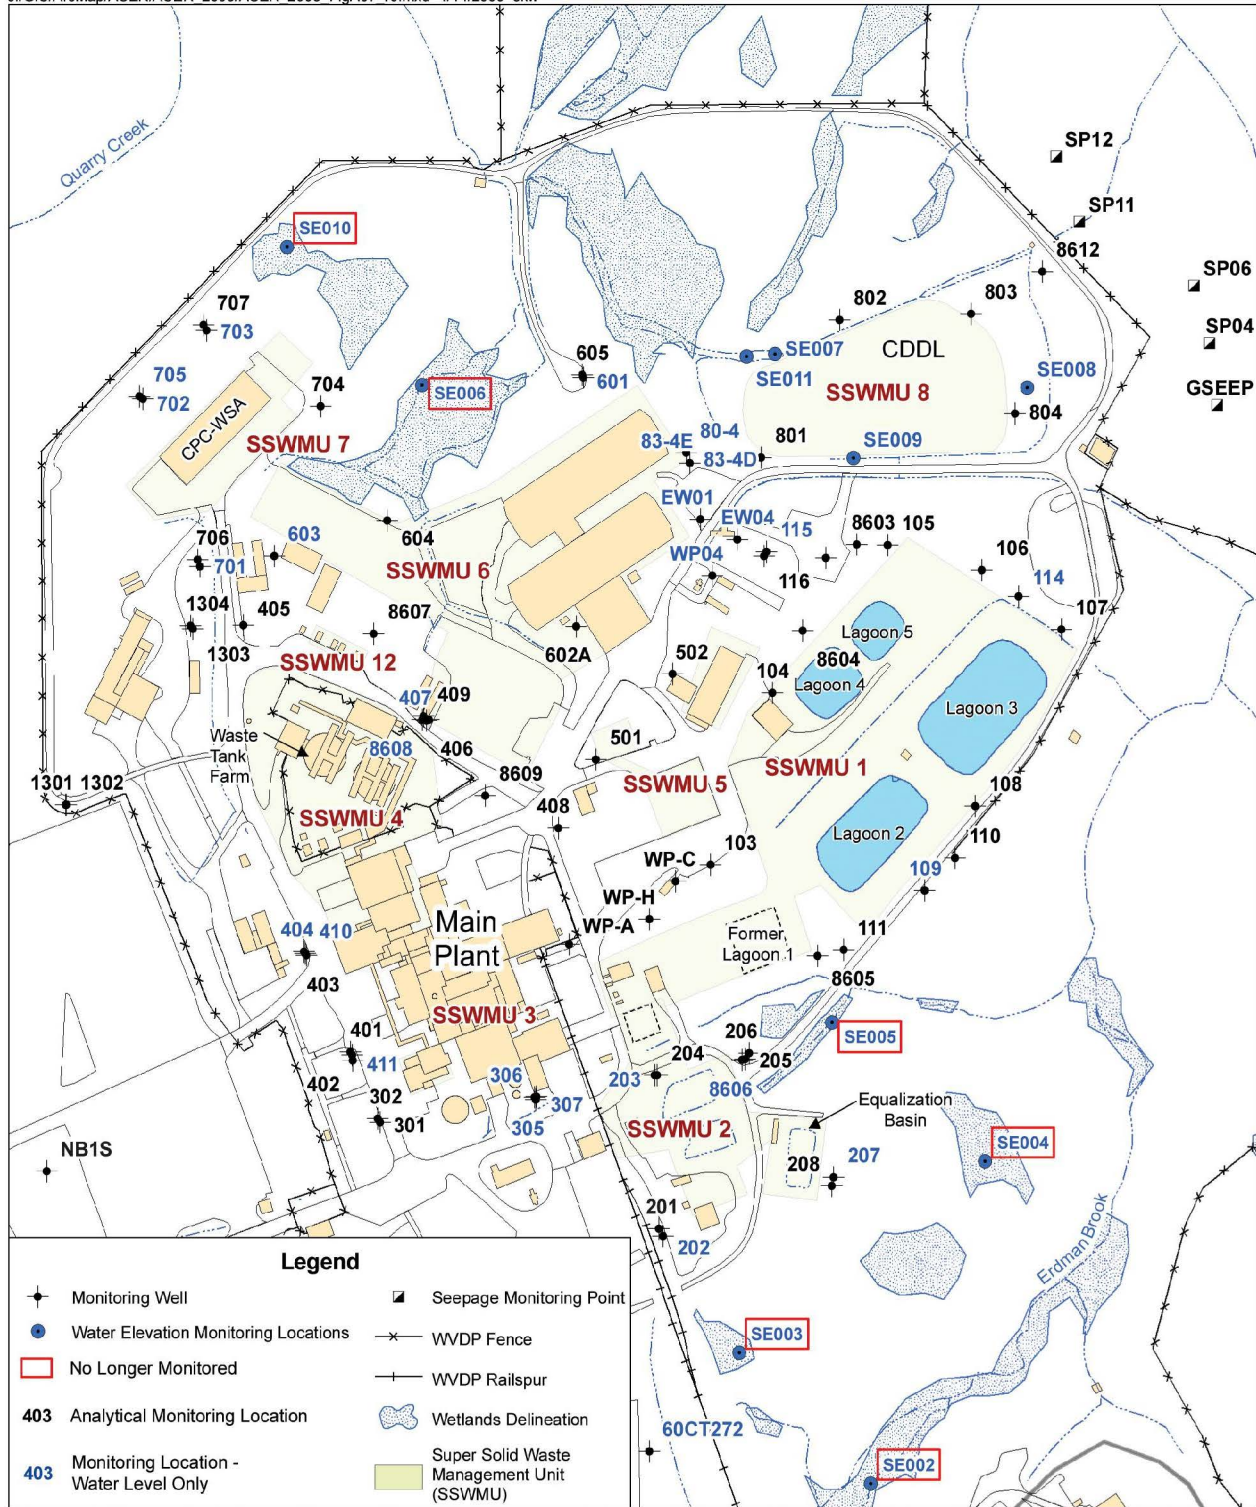 Quarry Creek
SP12
SE010
SP11
8612
SP06
707
703
802
803
SP04
605
601
SE007
SE011
CDDL
SE008
705
702
704
SE006
SSWMU 8
GSEEP
804
CPC-WSA
SSWMU 7
80-4
83-4E
83-4D
801
SE009
EW01
EW04
115
8603
105
706
701
603
604
SSWMU 6
WP04
116
106
114
1304
405
8607
107
1303
SSWMU 12
602A
502
Lagoon 5
8604
104
Lagoon 4
Lagoon 3
407
409
Waste
Tank
Farm
8608
406
501
8609
SSWMU 5
SSWMU 1
1301
1302
SSWMU 4
408
108
Lagoon 2
110
103
WP-C
109
WP-H
WP-A
404
410
Main
Plant
Former
Lagoon 1
111
403
8605
SSWMU 3
SE005
401
411
206
204
205
402
306
203
8606
302
301
307
305
Equalization
Basin
SSWMU 2
NB1S
208
207
SE004
201
202
Erdman Brook
SE003
60CT272
SE002
Legend
Monitoring Well
Water Elevation Monitoring Locations
No Longer Monitored
403 Analytical Monitoring Location
403 Monitoring Location -
Water Level Only
Seepage Monitoring Point
WVDP Fence
WVDP Railspur
Wetlands Delineation
Super Solid Waste
Management Unit
(SSWMU)